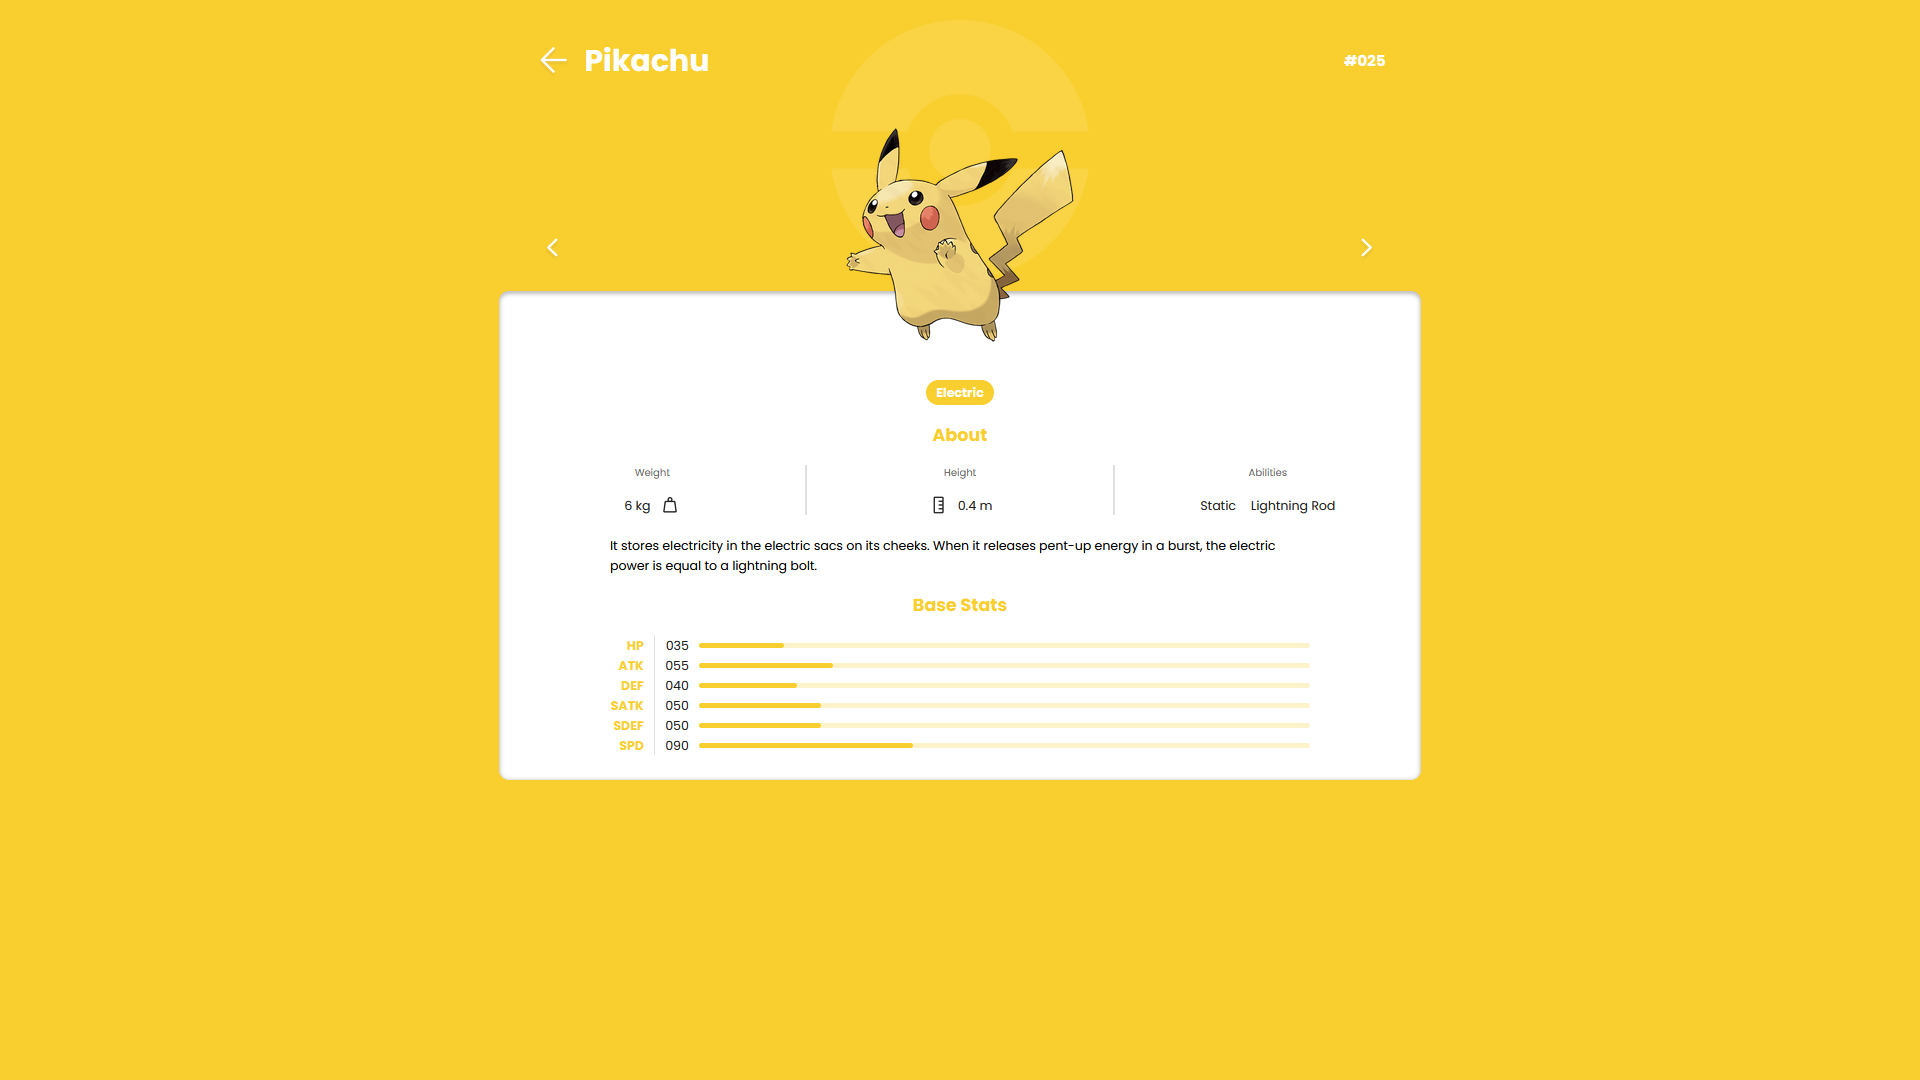 Pikachu
#025
Electric
About
Weight
6 kg
Height
0.4 m
Abilities
Static Lightning Rod
It stores electricity in the electric sacs on its cheeks. When it releases pent-up energy in a burst, the electric
power is equal to a lightning bolt.
Base Stats
HP 035
ATK 055
DEF 040
SATK 050
SDEF 050
SPD 090